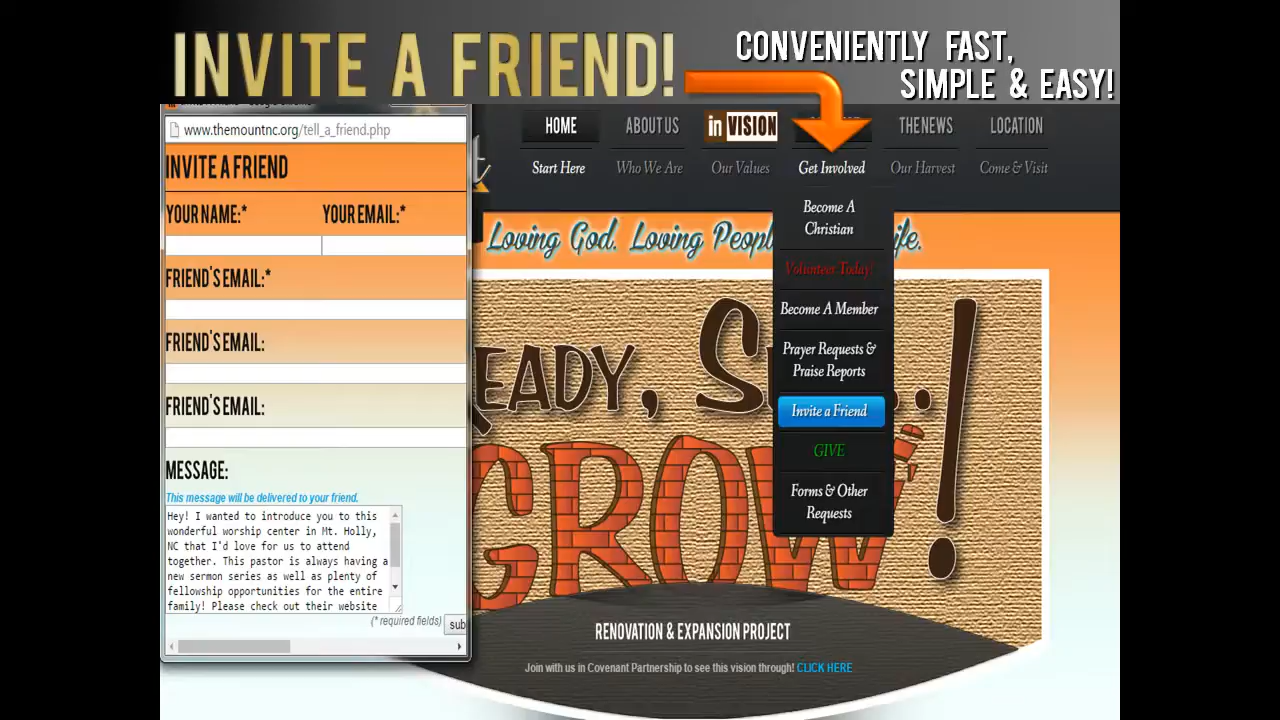 INVITE A FRIEND!
CONVENIENTLY FAST,
SIMPLE & EASY!
www.themountnc.org/tell_a_friend.php
INVITE A FRIEND
YOUR NAME:* YOUR EMAIL:*
FRIEND'S EMAIL:*
FRIEND'S EMAIL:
FRIEND'S EMAIL:
MESSAGE:
This message will be delivered to your friend.
Hey! I wanted to introduce you to this
wonderful worship center in Mt. Holly,
NC that I'd love for us to attend
together. This pastor is always having a
new sermon series as well as plenty of
fellowship opportunities for the entire
family! Please check out their website
(* required fields) sub
HOME ABOUT US inVISION THE NEWS LOCATION
Start Here Who We Are Our Values Get Involved Our Harvest Come & Visit
Become A
Christian
Volunteer Today!
Become A Member
Prayer Requests &
Praise Reports
Invite a Friend
GIVE
Forms & Other
Requests
Loving God. Loving Peopl ife.
EADY, S .!
GROW
RENOVATION & EXPANSION PROJECT
Join with us in Covenant Partnership to see this vision through! CLICK HERE